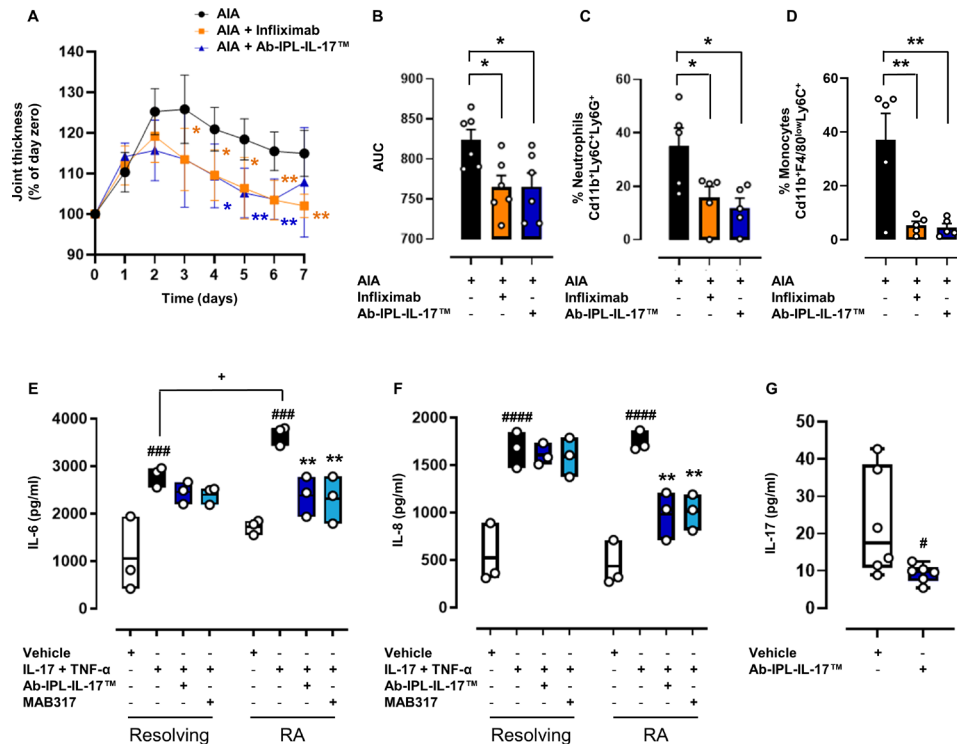 A
AIA
AIA + Infliximab
AIA + Ab-IPL-IL-17™
Joint thickness
(% of day zero)
140
130
120
110
100
90
*
*
*
**
**
*
**
**
0 1 2 3 4 5 6 7
Time (days)
B
*
*
900
850
800
750
700
AUC
AIA + + +
Infliximab - + -
Ab-IPL-IL-17™ - - +
C
*
*
60
40
20
0
% Neutrophils
Cd11b⁺Ly6C⁺Ly6G⁺
AIA + + +
Infliximab - + -
Ab-IPL-IL-17™ - - +
D
**
**
60
40
20
0
% Monocytes
Cd11b⁺F4/80ˡᵒʷLy6C⁺
AIA + + +
Infliximab - + -
Ab-IPL-IL-17™ - - +
E
+
4000
3000
2000
1000
0
IL-6 (pg/ml)
###
###
** **
Vehicle + - - - + - - -
IL-17 + TNF-α - + + + - + + +
Ab-IPL-IL-17™ - - + - - - + -
MAB317 - - - + - - - +
Resolving RA
F
2000
1500
1000
500
0
IL-8 (pg/ml)
####
####
** **
Vehicle + - - - + - - -
IL-17 + TNF-α - + + + - + + +
Ab-IPL-IL-17™ - - + - - - + -
MAB317 - - - + - - - +
Resolving RA
G
50
40
30
20
10
0
IL-17 (pg/ml)
#
Vehicle + -
Ab-IPL-IL-17™ - +